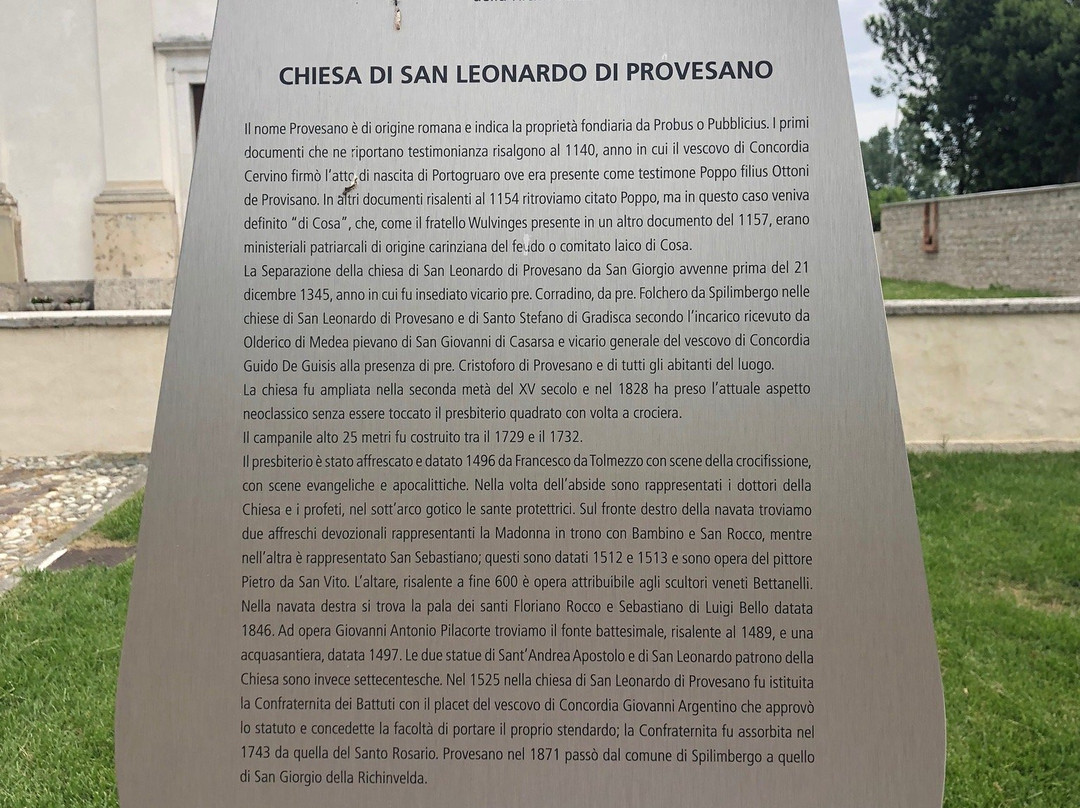 CHIESA DI SAN LEONARDO DI PROVESANO
Il nome Provesano è di origine romana e indica la proprietà fondiaria da Probus o Pubblicius. I primi
documenti che ne riportano testimonianza risalgono al 1140, anno in cui il vescovo di Concordia
Cervino firmò l'atto di nascita di Portogruaro ove era presente come testimone Poppo filius Ottoni
de Provisano. In altri documenti risalenti al 1154 ritroviamo citato Poppo, ma in questo caso veniva
definito "di Cosa", che, come il fratello Wulvinges presente in un altro documento del 1157, erano
ministeriali patriarcali di origine carinziana del feudo o comitato laico di Cosa.
La Separazione della chiesa di San Leonardo di Provesano da San Giorgio avvenne prima del 21
dicembre 1345, anno in cui fu insediato vicario pre. Corradino, da pre. Folchero da Spilimbergo nelle
chiese di San Leonardo di Provesano e di Santo Stefano di Gradisca secondo l'incarico ricevuto da
Olderico di Medea pievano di San Giovanni di Casarsa e vicario generale del vescovo di Concordia
Guido De Guisis alla presenza di pre. Cristoforo di Provesano e di tutti gli abitanti del luogo.
La chiesa fu ampliata nella seconda metà del XV secolo e nel 1828 ha preso l'attuale aspetto
neoclassico senza essere toccato il presbiterio quadrato con volta a crociera.
Il campanile alto 25 metri fu costruito tra il 1729 e il 1732.
Il presbiterio è stato affrescato e datato 1496 da Francesco da Tolmezzo con scene della crocifissione,
con scene evangeliche e apocalittiche. Nella volta dell'abside sono rappresentati i dottori della
Chiesa e i profeti, nel sott'arco gotico le sante protettrici. Sul fronte destro della navata troviamo
due affreschi devozionali rappresentanti la Madonna in trono con Bambino e San Rocco, mentre
nell'altra è rappresentato San Sebastiano; questi sono datati 1512 e 1513 e sono opera del pittore
Pietro da San Vito. L'altare, risalente a fine 600 è opera attribuibile agli scultori veneti Bettanelli.
Nella navata destra si trova la pala dei santi Floriano Rocco e Sebastiano di Luigi Bello datata
1846. Ad opera Giovanni Antonio Pilacorte troviamo il fonte battesimale, risalente al 1489, e una
acquasantiera, datata 1497. Le due statue di Sant'Andrea Apostolo e di San Leonardo patrono della
Chiesa sono invece settecentesche. Nel 1525 nella chiesa di San Leonardo di Provesano fu istituita
la Confraternita dei Battuti con il placet del vescovo di Concordia Giovanni Argentino che approvò
lo statuto e concedette la facoltà di portare il proprio stendardo; la Confraternita fu assorbita nel
1743 da quella del Santo Rosario. Provesano nel 1871 passò dal comune di Spilimbergo a quello
di San Giorgio della Richinvelda.